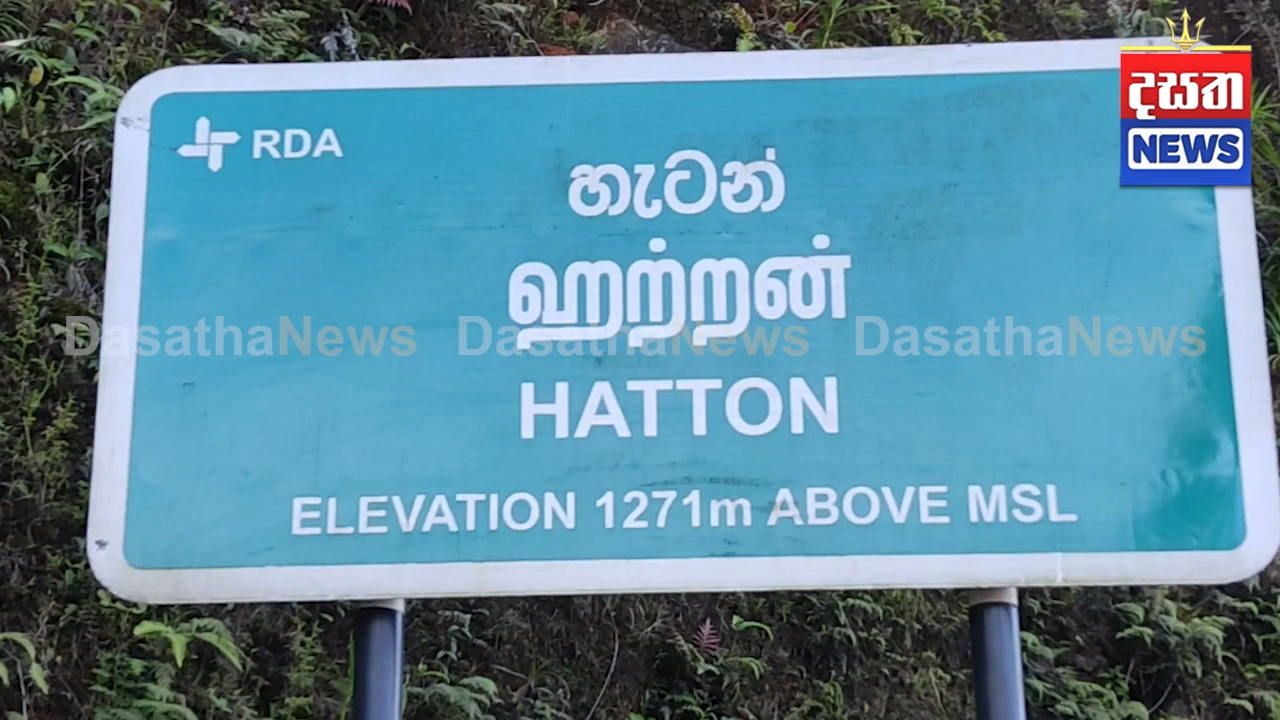 RDA
හැටන්
ஹற்றன்
HATTON
ELEVATION 1271m ABOVE MSL
දසත
NEWS
DasathaNews DasathaNews DasathaNews